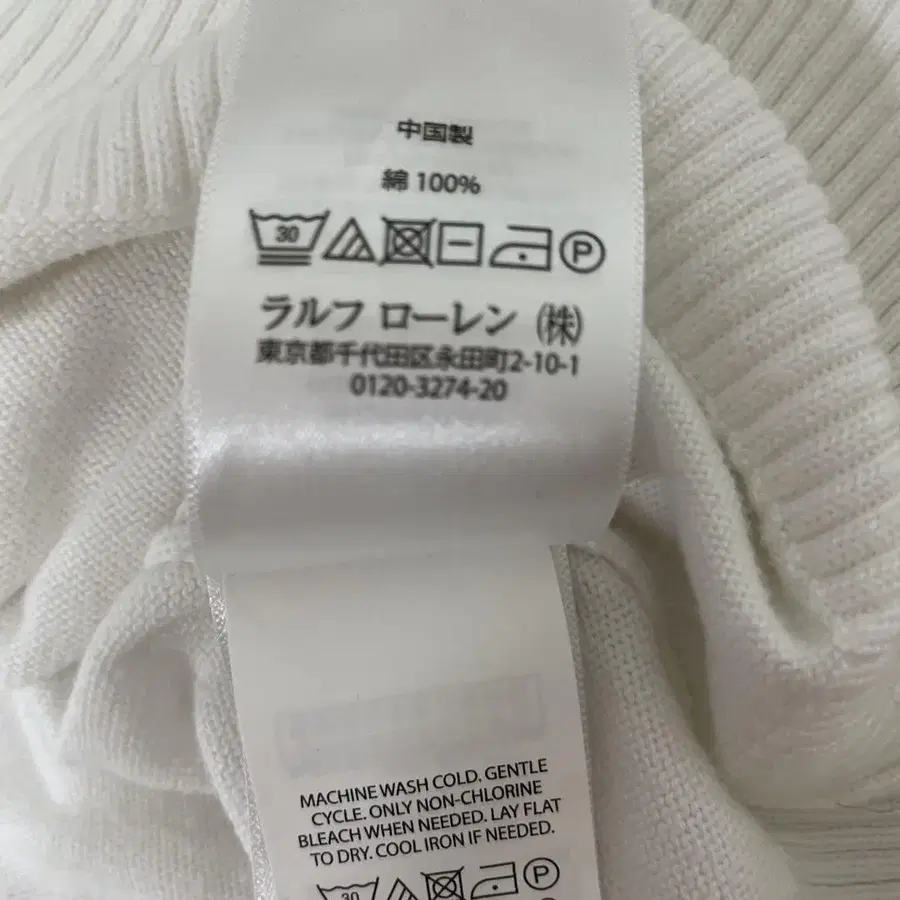 中国製
綿 100%
30
P
ラルフ ローレン (株)
東京都千代田区永田町2-10-1
0120-3274-20
MACHINE WASH COLD. GENTLE
CYCLE. ONLY NON-CHLORINE
BLEACH WHEN NEEDED. LAY FLAT
TO DRY. COOL IRON IF NEEDED.
30
P